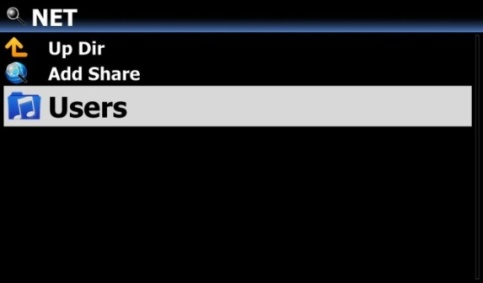 NET
Up Dir
Add Share
Users